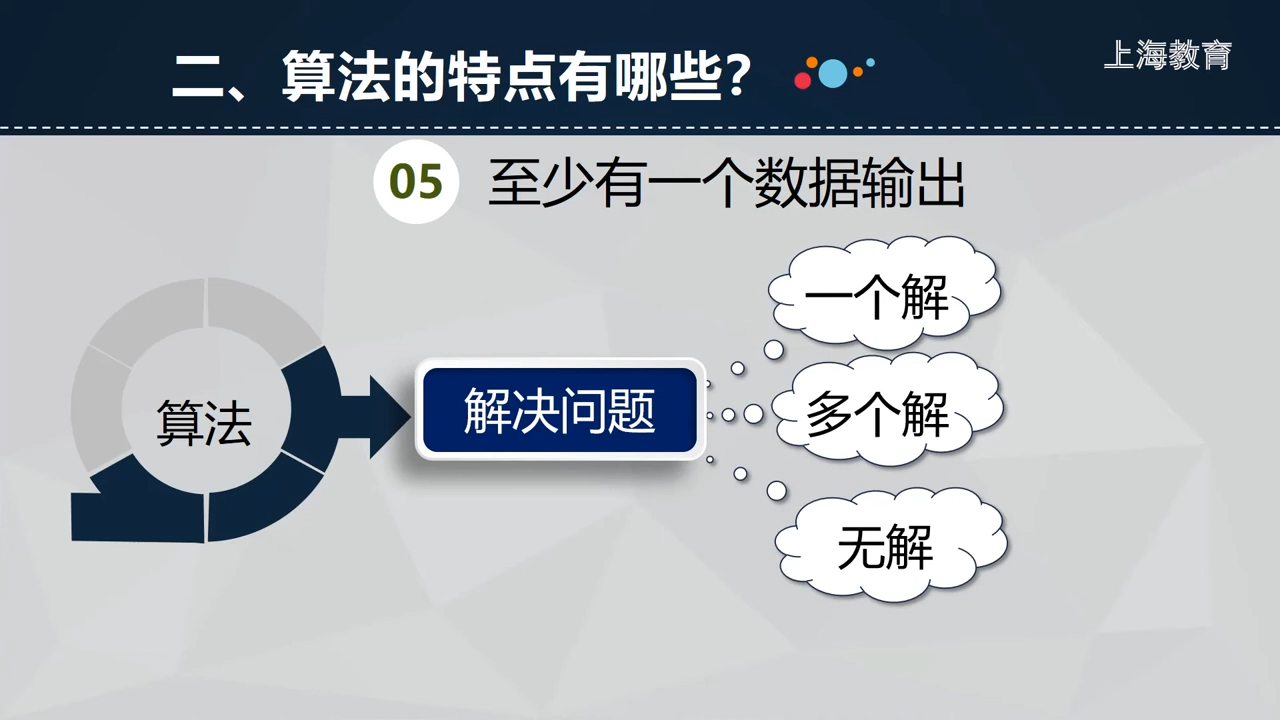 二、算法的特点有哪些？
上海教育
05
至少有一个数据输出
算法
解决问题
一个解
多个解
无解